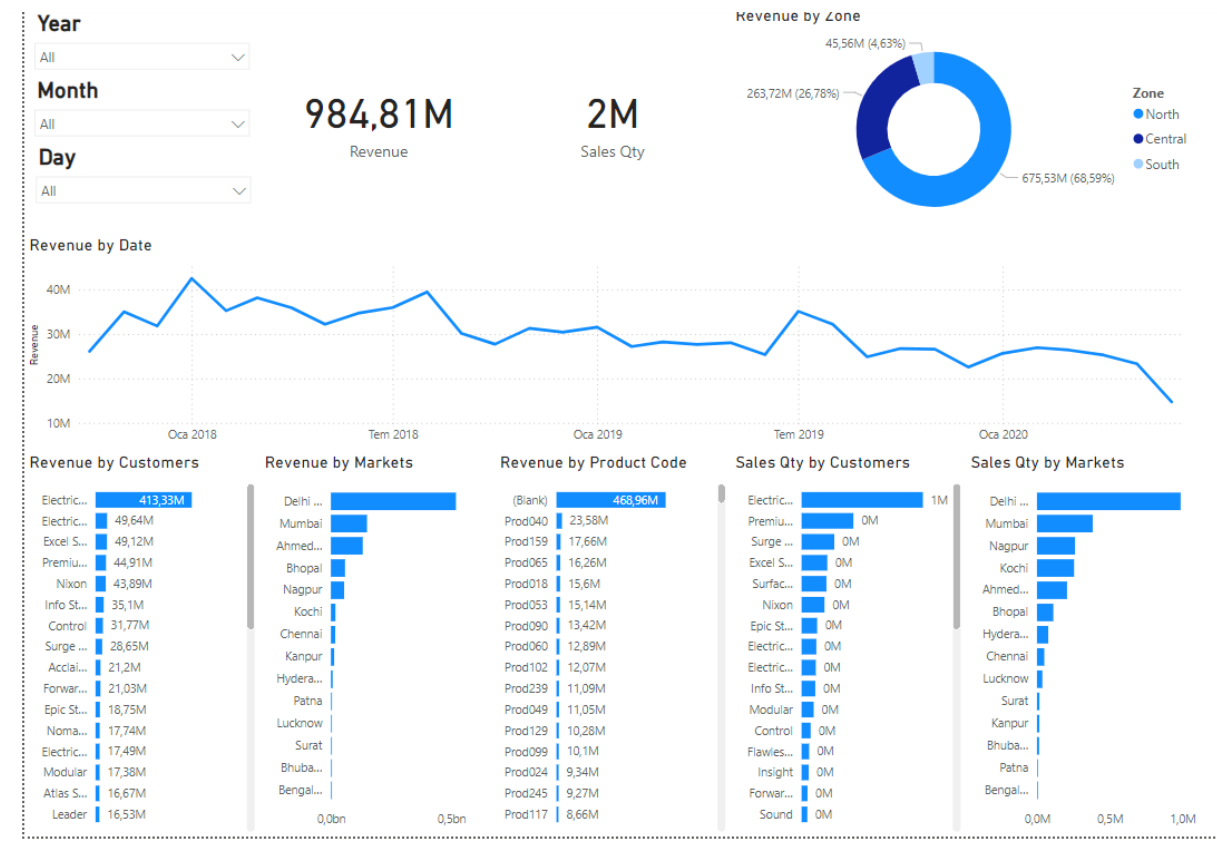 Year
All
Month
All
Day
All
984,81M
Revenue
2M
Sales Qty
Revenue by Zone
45,56M (4,63%)
263,72M (26,78%)
675,53M (68,59%)
Zone
North
Central
South
Revenue by Date
Revenue
40M
30M
20M
10M
Oca 2018
Tem 2018
Oca 2019
Tem 2019
Oca 2020
Revenue by Customers
Electric... 413,33M
Electric... 49,64M
Excel S... 49,12M
Premiu... 44,91M
Nixon 43,89M
Info St... 35,1M
Control 31,77M
Surge ... 28,65M
Acclai... 21,2M
Forwar... 21,03M
Epic St... 18,75M
Noma... 17,74M
Electric... 17,49M
Modular 17,38M
Atlas S... 16,67M
Leader 16,53M
Revenue by Markets
Delhi ...
Mumbai
Ahmed...
Bhopal
Nagpur
Kochi
Chennai
Kanpur
Hydera...
Patna
Lucknow
Surat
Bhuba...
Bengal...
0,0bn 0,5bn
Revenue by Product Code
(Blank) 468,96M
Prod040 23,58M
Prod159 17,66M
Prod065 16,26M
Prod018 15,6M
Prod053 15,14M
Prod090 13,42M
Prod060 12,89M
Prod102 12,07M
Prod239 11,09M
Prod049 11,05M
Prod129 10,28M
Prod099 10,1M
Prod024 9,34M
Prod245 9,27M
Prod117 8,66M
Sales Qty by Customers
Electric... 1M
Premiu... 0M
Surge ... 0M
Excel S... 0M
Surfac... 0M
Nixon 0M
Epic St... 0M
Electric... 0M
Electric... 0M
Info St... 0M
Modular 0M
Control 0M
Flawles... 0M
Insight 0M
Forwar... 0M
Sound 0M
Sales Qty by Markets
Delhi ...
Mumbai
Nagpur
Kochi
Ahmed...
Bhopal
Hydera...
Chennai
Lucknow
Surat
Kanpur
Bhuba...
Patna
Bengal...
0,0M 0,5M 1,0M